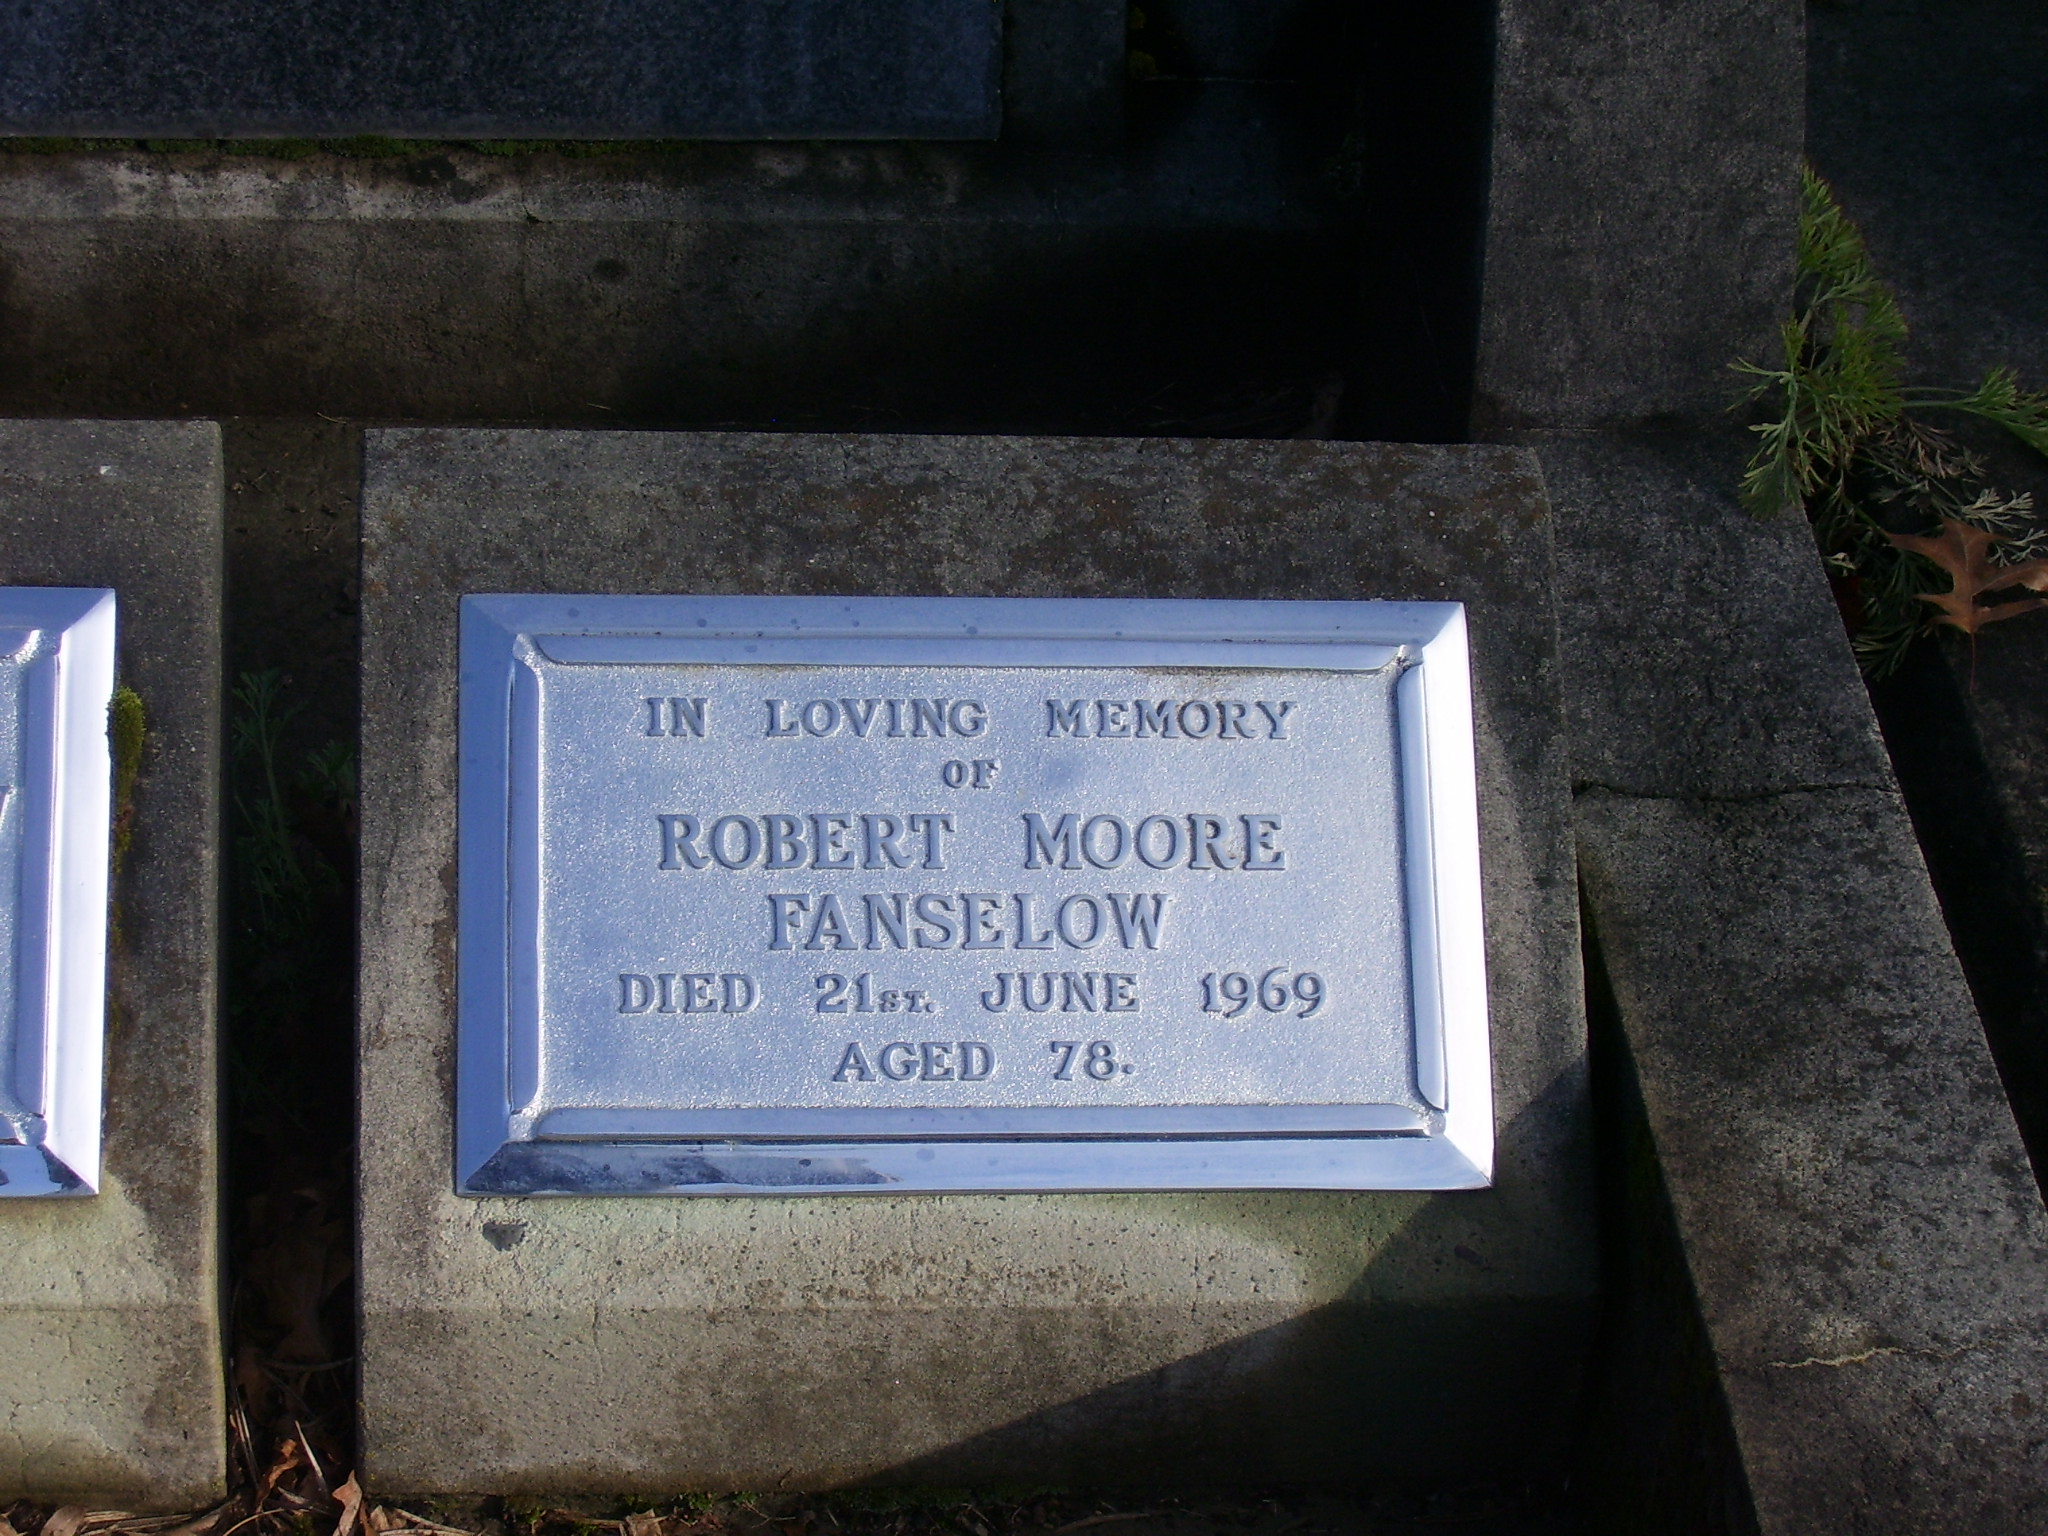 IN LOVING MEMORY
OF
ROBERT MOORE
FANSELOW
DIED 21ST. JUNE 1969
AGED 78.